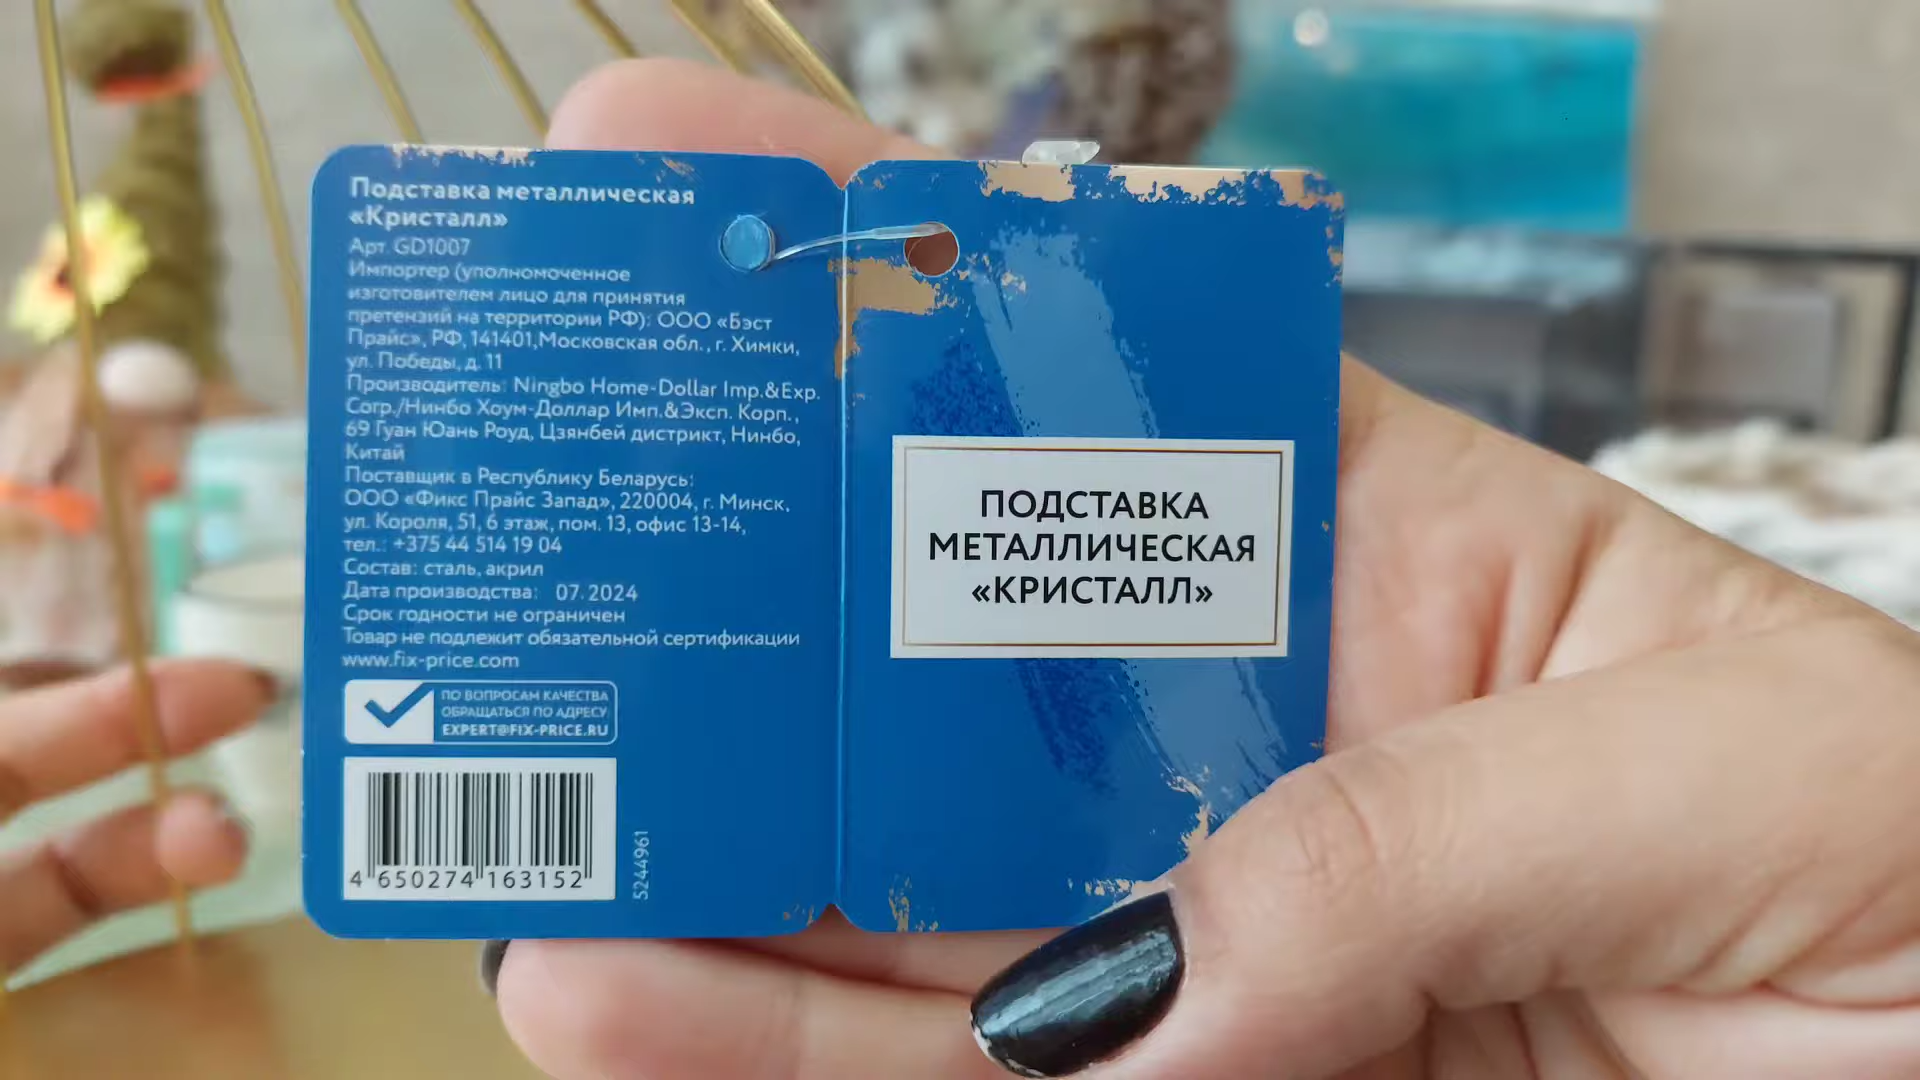 Подставка металлическая
«Кристалл»
Арт. GD1007
Импортер (уполномоченное
изготовителем лицо для принятия
претензий на территории РФ): ООО «Бэст
Прайс», РФ, 141401,Московская обл., г. Химки,
ул. Победы, д. 11
Производитель: Ningbo Home-Dollar Imp.&Exp.
Corp./Нинбо Хоум-Доллар Имп.&Эксп. Корп.,
69 Гуан Юань Роуд, Цзянбей дистрикт, Нинбо,
Китай
Поставщик в Республику Беларусь:
ООО «Фикс Прайс Запад», 220004, г. Минск,
ул. Короля, 51, 6 этаж, пом. 13, офис 13-14,
тел.: +375 44 514 19 04
Состав: сталь, акрил
Дата производства: 07.2024
Срок годности не ограничен
Товар не подлежит обязательной сертификации
www.fix-price.com
ПО ВОПРОСАМ КАЧЕСТВА
ОБРАЩАТЬСЯ ПО АДРЕСУ
EXPERT@FIX-PRICE.RU
4 650274 163152
5244961
ПОДСТАВКА
МЕТАЛЛИЧЕСКАЯ
«КРИСТАЛЛ»